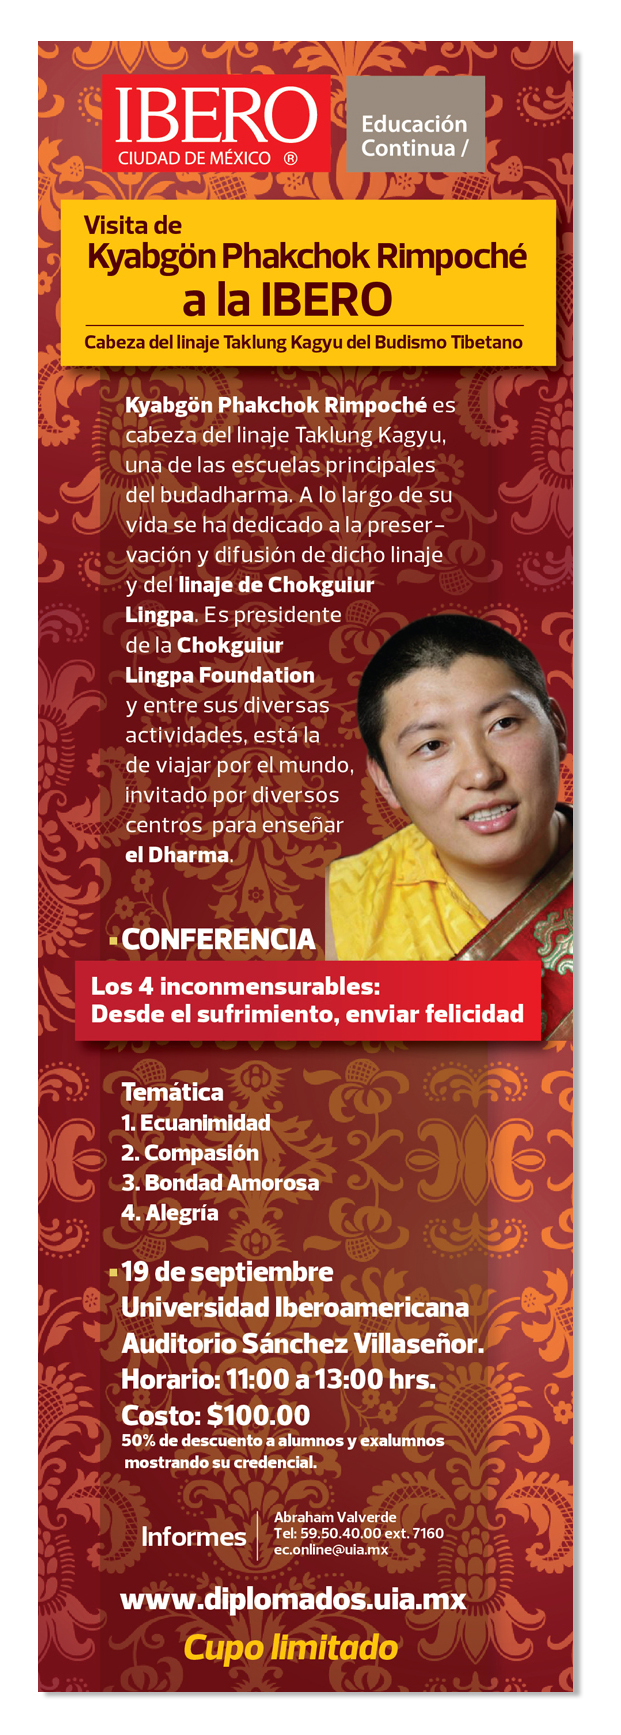 IBERO
CIUDAD DE MÉXICO ®
Educación
Continua /
Visita de
Kyabgön Phakchok Rimpoché
a la IBERO
Cabeza del linaje Taklung Kagyu del Budismo Tibetano
Kyabgön Phakchok Rimpoché es
cabeza del linaje Taklung Kagyu,
una de las escuelas principales
del budadharma. A lo largo de su
vida se ha dedicado a la preser-
vación y difusión de dicho linaje
y del linaje de Chokguiur
Lingpa. Es presidente
de la Chokguiur
Lingpa Foundation
y entre sus diversas
actividades, está la
de viajar por el mundo,
invitado por diversos
centros para enseñar
el Dharma.
CONFERENCIA
Los 4 inconmensurables:
Desde el sufrimiento, enviar felicidad
Temática
1. Ecuanimidad
2. Compasión
3. Bondad Amorosa
4. Alegría
19 de septiembre
Universidad Iberoamericana
Auditorio Sánchez Villaseñor.
Horario: 11:00 a 13:00 hrs.
Costo: $100.00
50% de descuento a alumnos y exalumnos
mostrando su credencial.
Informes
Abraham Valverde
Tel: 59.50.40.00 ext. 7160
ec.online@uia.mx
www.diplomados.uia.mx
Cupo limitado